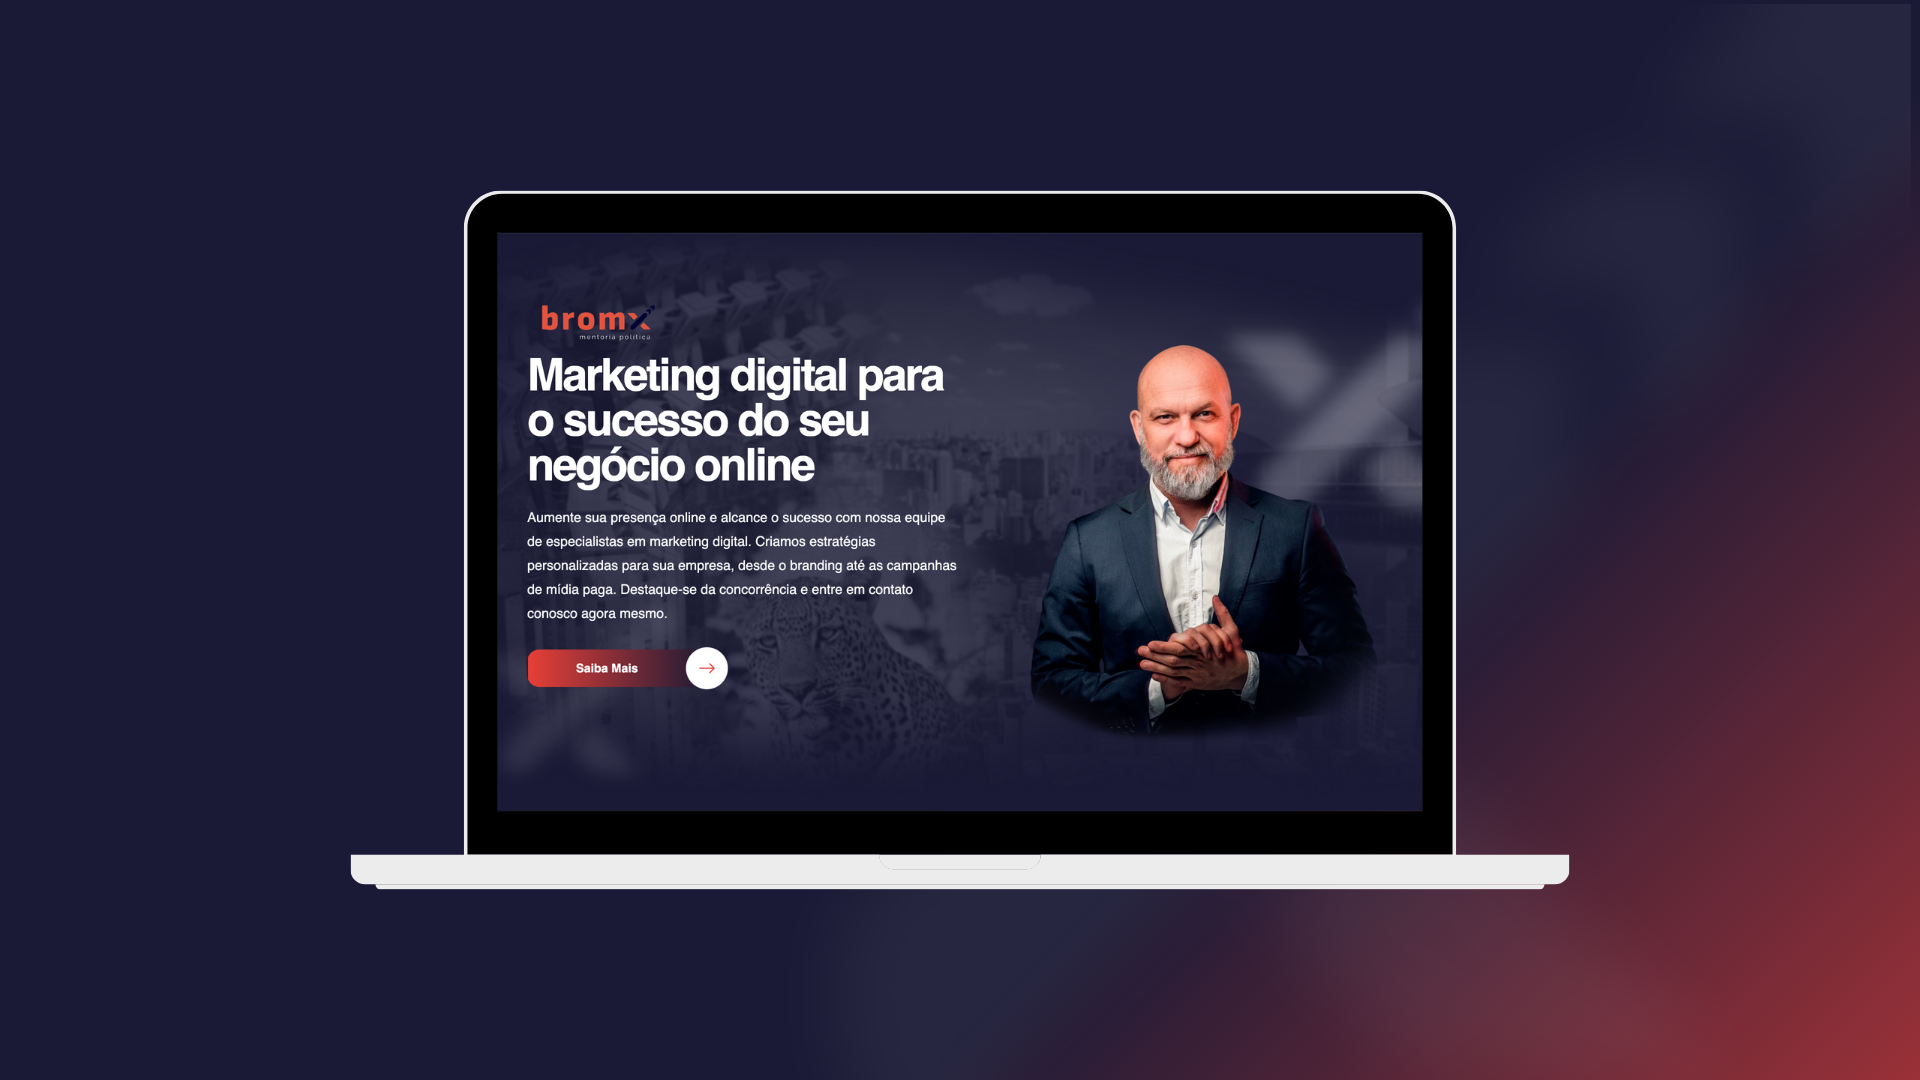 bromx
mentoria política
Marketing digital para
o sucesso do seu
negócio online
Aumente sua presença online e alcance o sucesso com nossa equipe
de especialistas em marketing digital. Criamos estratégias
personalizadas para sua empresa, desde o branding até as campanhas
de mídia paga. Destaque-se da concorrência e entre em contato
conosco agora mesmo.
Saiba Mais